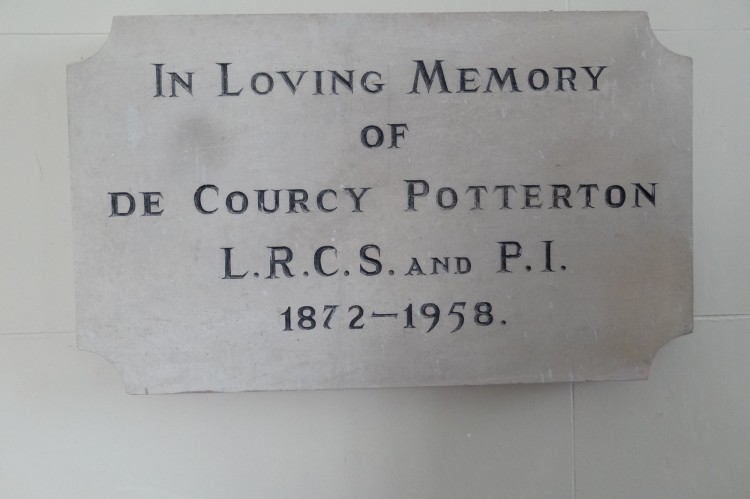 IN LOVING MEMORY
OF
DE COURCY POTTERTON
L.R.C.S. AND P.I.
1872–1958.